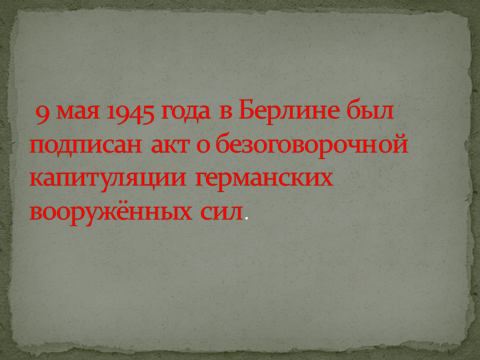 9 мая 1945 года в Берлине был
подписан акт о безоговорочной
капитуляции германских
вооружённых сил.